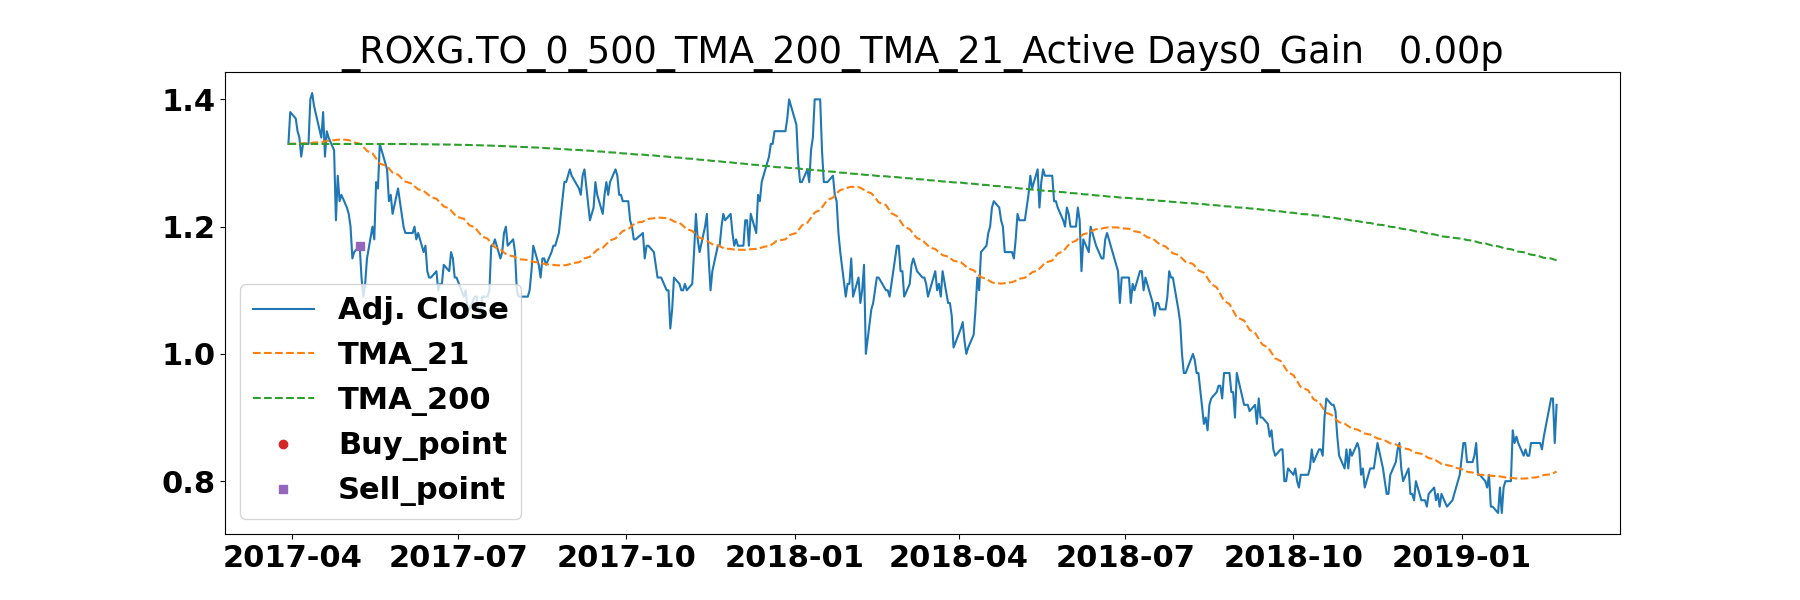 _ROXG.TO_0_500_TMA_200_TMA_21_Active Days0_Gain   0.00p
1.4
1.2
1.0
0.8
Adj. Close
TMA_21
TMA_200
Buy_point
Sell_point
2017-04 2017-07 2017-10 2018-01 2018-04 2018-07 2018-10 2019-01